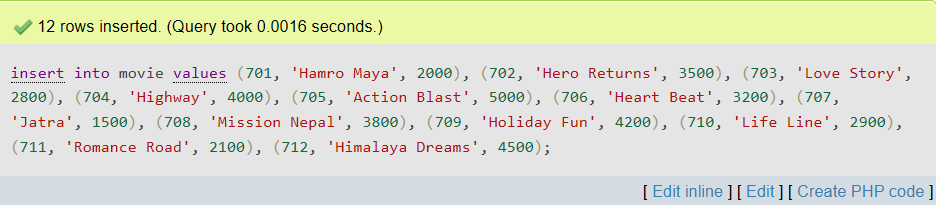 12 rows inserted. (Query took 0.0016 seconds.)
insert into movie values (701, 'Hamro Maya', 2000), (702, 'Hero Returns', 3500), (703, 'Love Story',
2800), (704, 'Highway', 4000), (705, 'Action Blast', 5000), (706, 'Heart Beat', 3200), (707,
'Jatra', 1500), (708, 'Mission Nepal', 3800), (709, 'Holiday Fun', 4200), (710, 'Life Line', 2900),
(711, 'Romance Road', 2100), (712, 'Himalaya Dreams', 4500);
[ Edit inline ] [ Edit ] [ Create PHP code ]